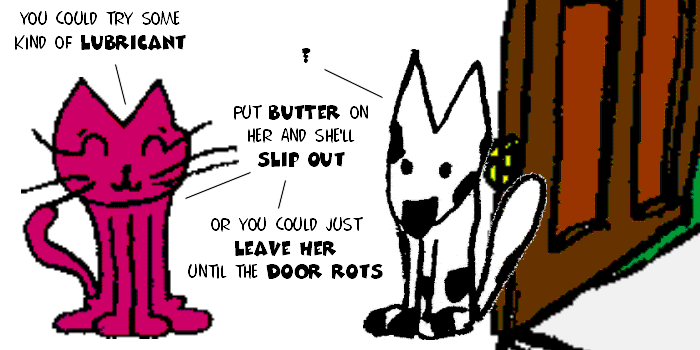 YOU COULD TRY SOME
KIND OF LUBRICANT
?
PUT BUTTER ON
HER AND SHE'LL
SLIP OUT
OR YOU COULD JUST
LEAVE HER
UNTIL THE DOOR ROTS